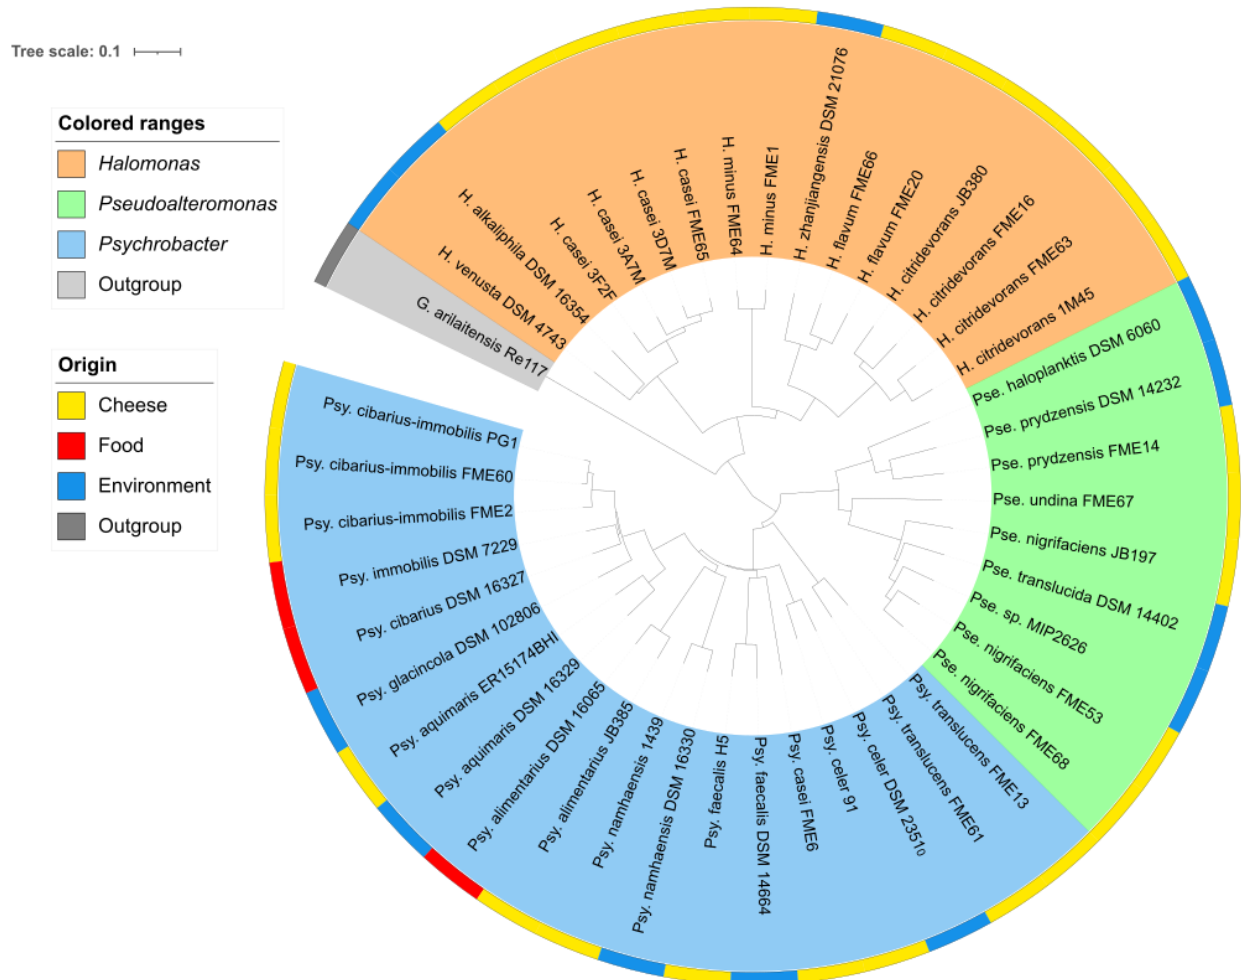 Tree scale: 0.1
Colored ranges
Halomonas
Pseudoalteromonas
Psychrobacter
Outgroup
Origin
Cheese
Food
Environment
Outgroup
G. arilaitensis Re117
H. venusta DSM 4743
H. alkaliphila DSM 16354
H. casei 3F2F
H. casei 3A7M
H. casei 3D7M
H. casei FME65
H. minus FME64
H. minus FME1
H. zhanjiangensis DSM 21076
H. flavum FME66
H. flavum FME20
H. citridevorans JB380
H. citridevorans FME16
H. citridevorans FME63
H. citridevorans 1M45
Pse. haloplanktis DSM 6060
Pse. prydzensis DSM 14232
Pse. prydzensis FME14
Pse. undina FME67
Pse. nigrifaciens JB197
Pse. translucida DSM 14402
Pse. sp. MIP2626
Pse. nigrifaciens FME53
Pse. nigrifaciens FME68
Psy. translucens FME13
Psy. translucens FME61
Psy. celer DSM 23510
Psy. celer 91
Psy. casei FME6
Psy. faecalis DSM 14664
Psy. faecalis H5
Psy. namhaensis DSM 16330
Psy. namhaensis 1439
Psy. alimentarius JB385
Psy. alimentarius DSM 16065
Psy. aquimaris DSM 16329
Psy. aquimaris ER15174BHI
Psy. glacincola DSM 102806
Psy. cibarius DSM 16327
Psy. immobilis DSM 7229
Psy. cibarius-immobilis FME2
Psy. cibarius-immobilis FME60
Psy. cibarius-immobilis PG1